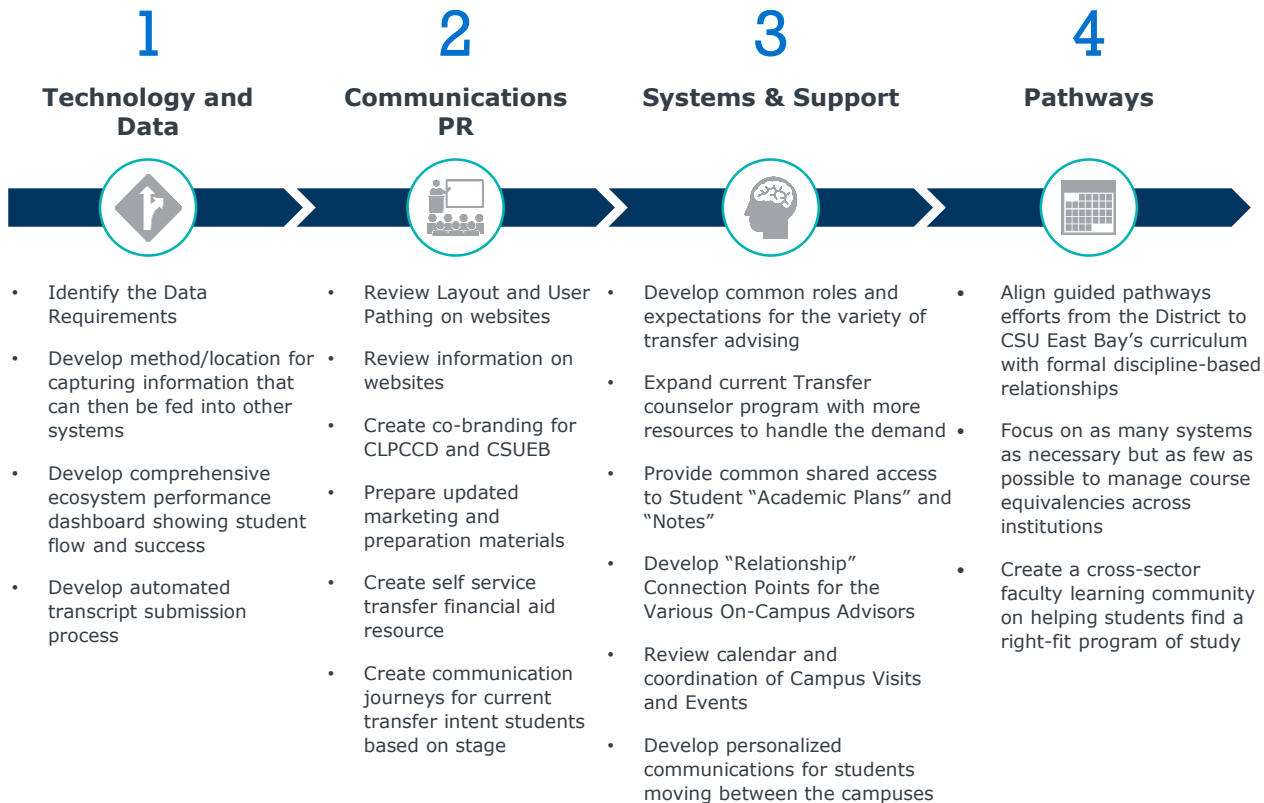 1
Technology and
Data
• Identify the Data
Requirements
• Develop method/location for
capturing information that
can then be fed into other
systems
• Develop comprehensive
ecosystem performance
dashboard showing student
flow and success
• Develop automated
transcript submission
process
2
Communications
PR
• Review Layout and User
Pathing on websites
• Review information on
websites
• Create co-branding for
CLPCCD and CSUEB
• Prepare updated
marketing and
preparation materials
• Create self service
transfer financial aid
resource
• Create communication
journeys for current
transfer intent students
based on stage
3
Systems & Support
• Develop common roles and
expectations for the variety of
transfer advising
• Expand current Transfer
counselor program with more
resources to handle the demand
• Provide common shared access
to Student “Academic Plans” and
“Notes”
• Develop “Relationship”
Connection Points for the
Various On-Campus Advisors
• Review calendar and
coordination of Campus Visits
and Events
• Develop personalized
communications for students
moving between the campuses
4
Pathways
• Align guided pathways
efforts from the District to
CSU East Bay’s curriculum
with formal discipline-based
relationships
• Focus on as many systems
as necessary but as few as
possible to manage course
equivalencies across
institutions
• Create a cross-sector
faculty learning community
on helping students find a
right-fit program of study